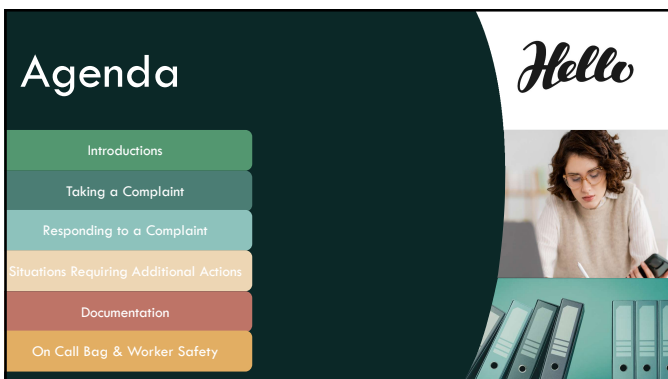 Agenda
Hello
Introductions
Taking a Complaint
Responding to a Complaint
Situations Requiring Additional Actions
Documentation
On Call Bag & Worker Safety